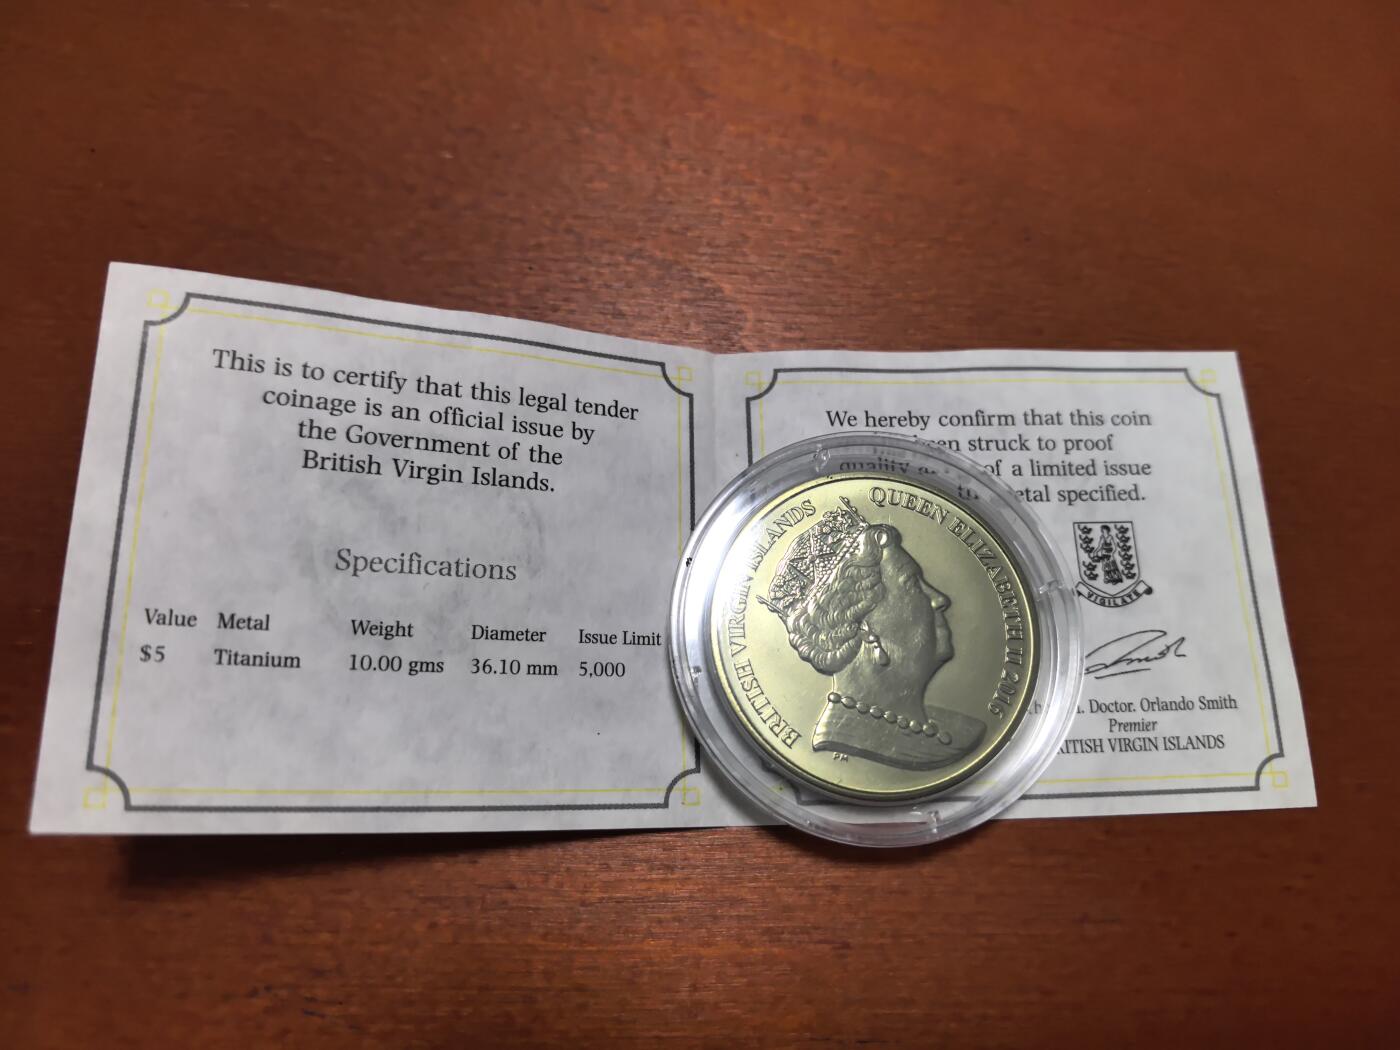 This is to certify that this legal tender
coinage is an official issue by
the Government of the
British Virgin Islands.
Specifications
Value Metal Weight Diameter Issue Limit
$5 Titanium 10.00 gms 36.10 mm 5,000
We hereby confirm that this coin
struck to proof
quality of a limited issue
specified.
VIGILATE
Doctor. Orlando Smith
Premier
VIRGIN ISLANDS
BRITISH VIRGIN ISLANDS QUEEN ELIZABETH II 2016
PM